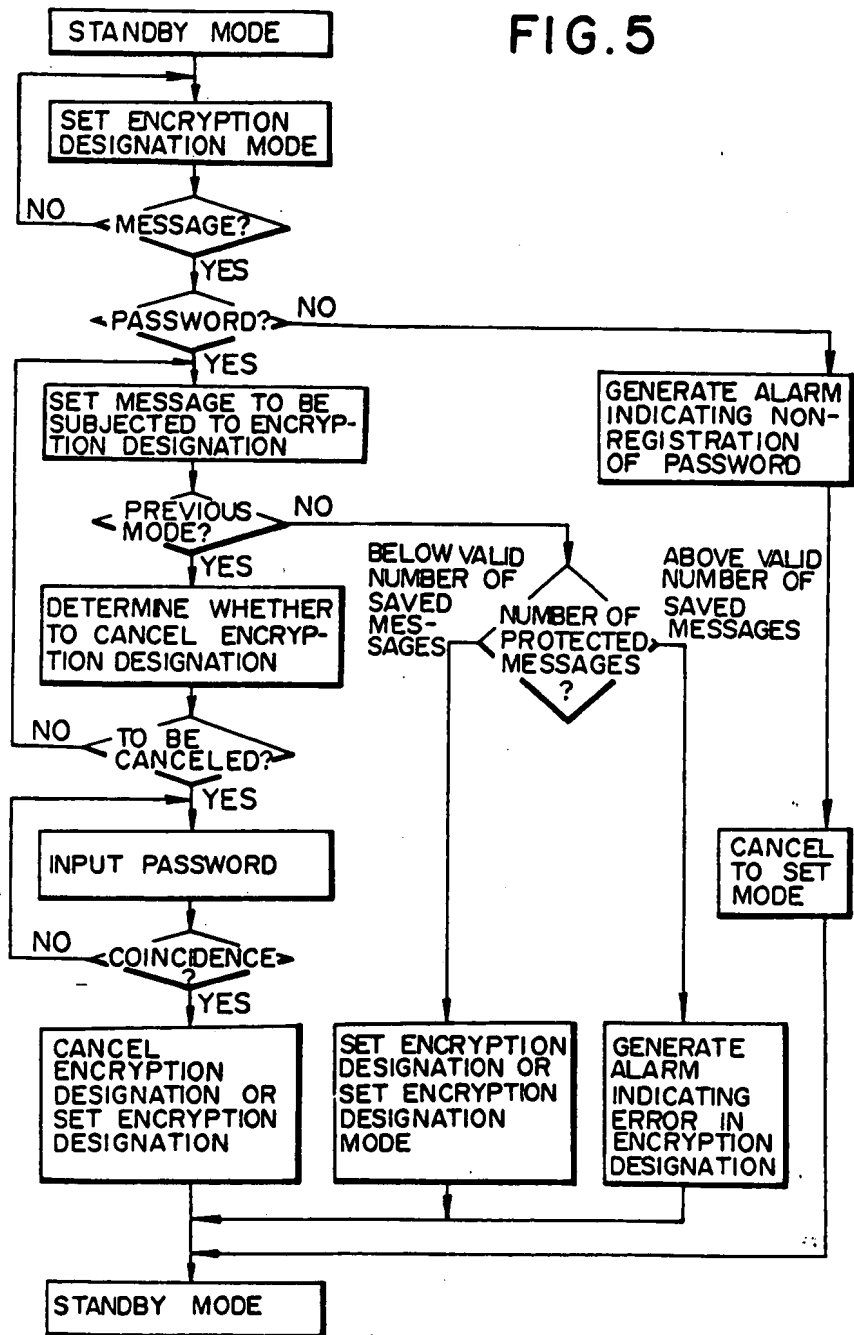 FIG.5
STANDBY MODE
SET ENCRYPTION
DESIGNATION MODE
NO
MESSAGE?
YES
PASSWORD?
NO
YES
SET MESSAGE TO BE
SUBJECTED TO ENCRYP-
TION DESIGNATION
GENERATE ALARM
INDICATING NON-
REGISTRATION
OF PASSWORD
PREVIOUS
MODE?
NO
YES
BELOW VALID
NUMBER OF
SAVED
MES-
SAGES
NUMBER OF
PROTECTED
MESSAGES
?
ABOVE VALID
NUMBER OF
SAVED
MESSAGES
DETERMINE WHETHER
TO CANCEL ENCRYP-
TION DESIGNATION
NO
TO BE
CANCELED?
YES
INPUT PASSWORD
CANCEL
TO SET
MODE
NO
COINCIDENCE
?
YES
CANCEL
ENCRYPTION
DESIGNATION OR
SET ENCRYPTION
DESIGNATION
SET ENCRYPTION
DESIGNATION OR
SET ENCRYPTION
DESIGNATION
MODE
GENERATE
ALARM
INDICATING
ERROR IN
ENCRYPTION
DESIGNATION
STANDBY MODE